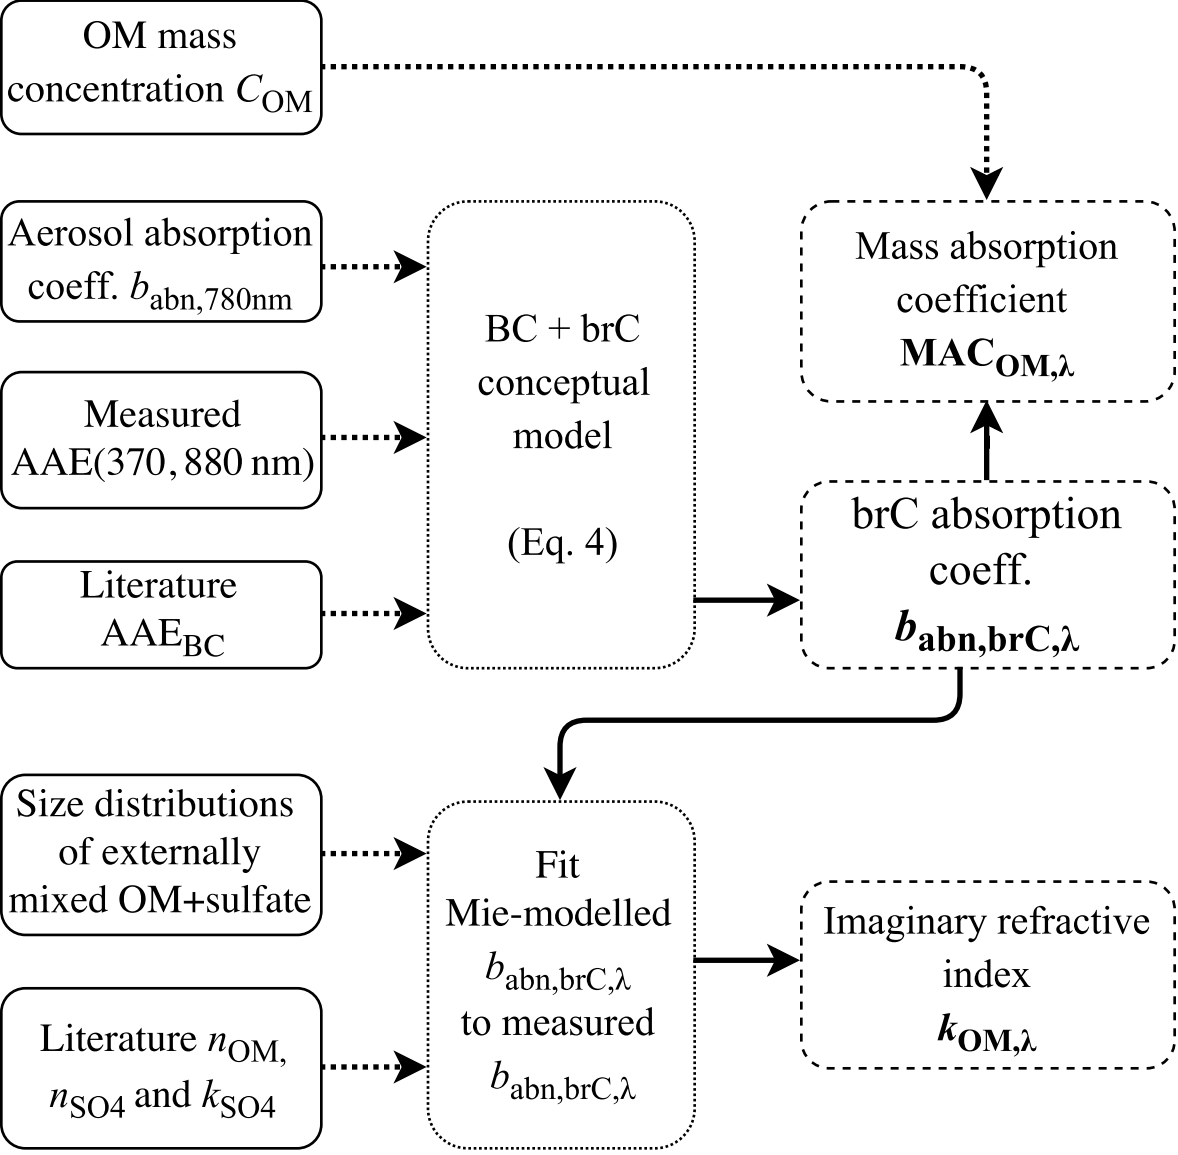 OM mass
concentration C_OM
Aerosol absorption
coeff. b_abn,780nm
Measured
AAE(370, 880 nm)
Literature
AAE_BC
BC + brC
conceptual
model
(Eq. 4)
Mass absorption
coefficient
MAC_OM,λ
brC absorption
coeff.
b_abn,brC,λ
Size distributions
of externally
mixed OM+sulfate
Literature n_OM,
n_SO4 and k_SO4
Fit
Mie-modelled
b_abn,brC,λ
to measured
b_abn,brC,λ
Imaginary refractive
index
k_OM,λ